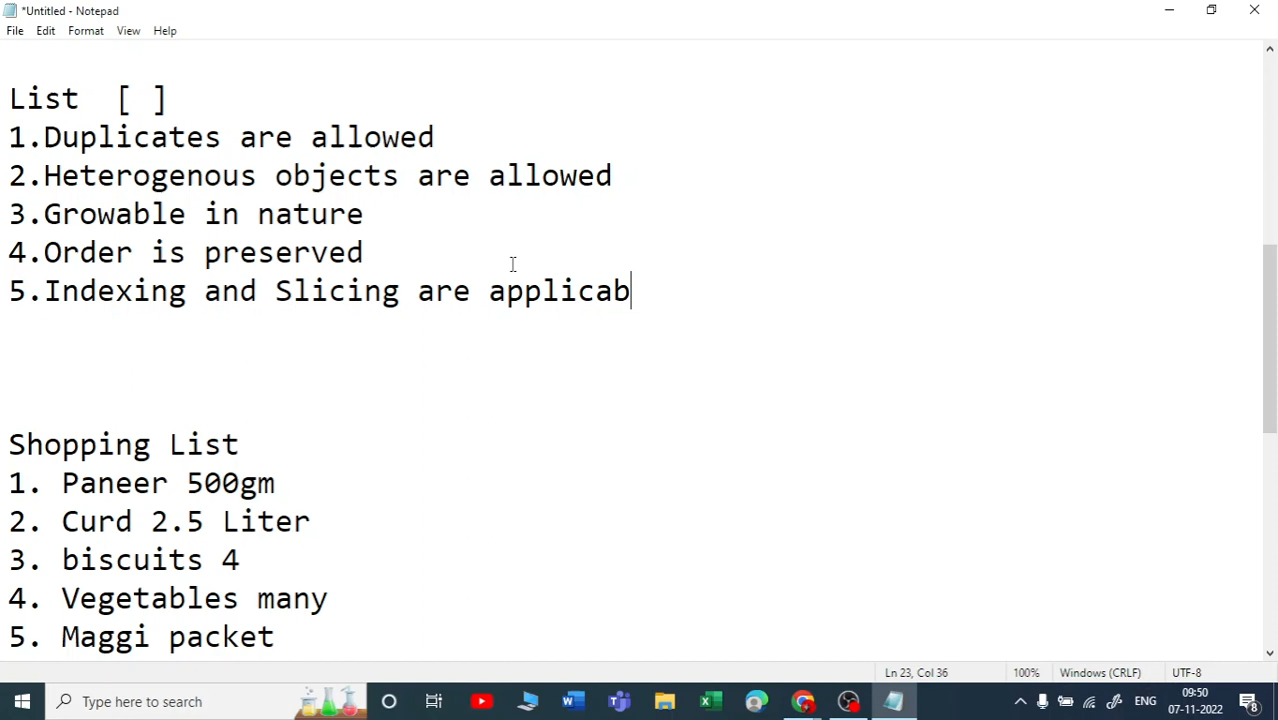 *Untitled - Notepad
File Edit Format View Help
List [ ]
1.Duplicates are allowed
2.Heterogenous objects are allowed
3.Growable in nature
4.Order is preserved
5.Indexing and Slicing are applicab
Shopping List
1. Paneer 500gm
2. Curd 2.5 Liter
3. biscuits 4
4. Vegetables many
5. Maggi packet
Ln 23, Col 36 100% Windows (CRLF) UTF-8
Type here to search
ENG
09:50
07-11-2022
8